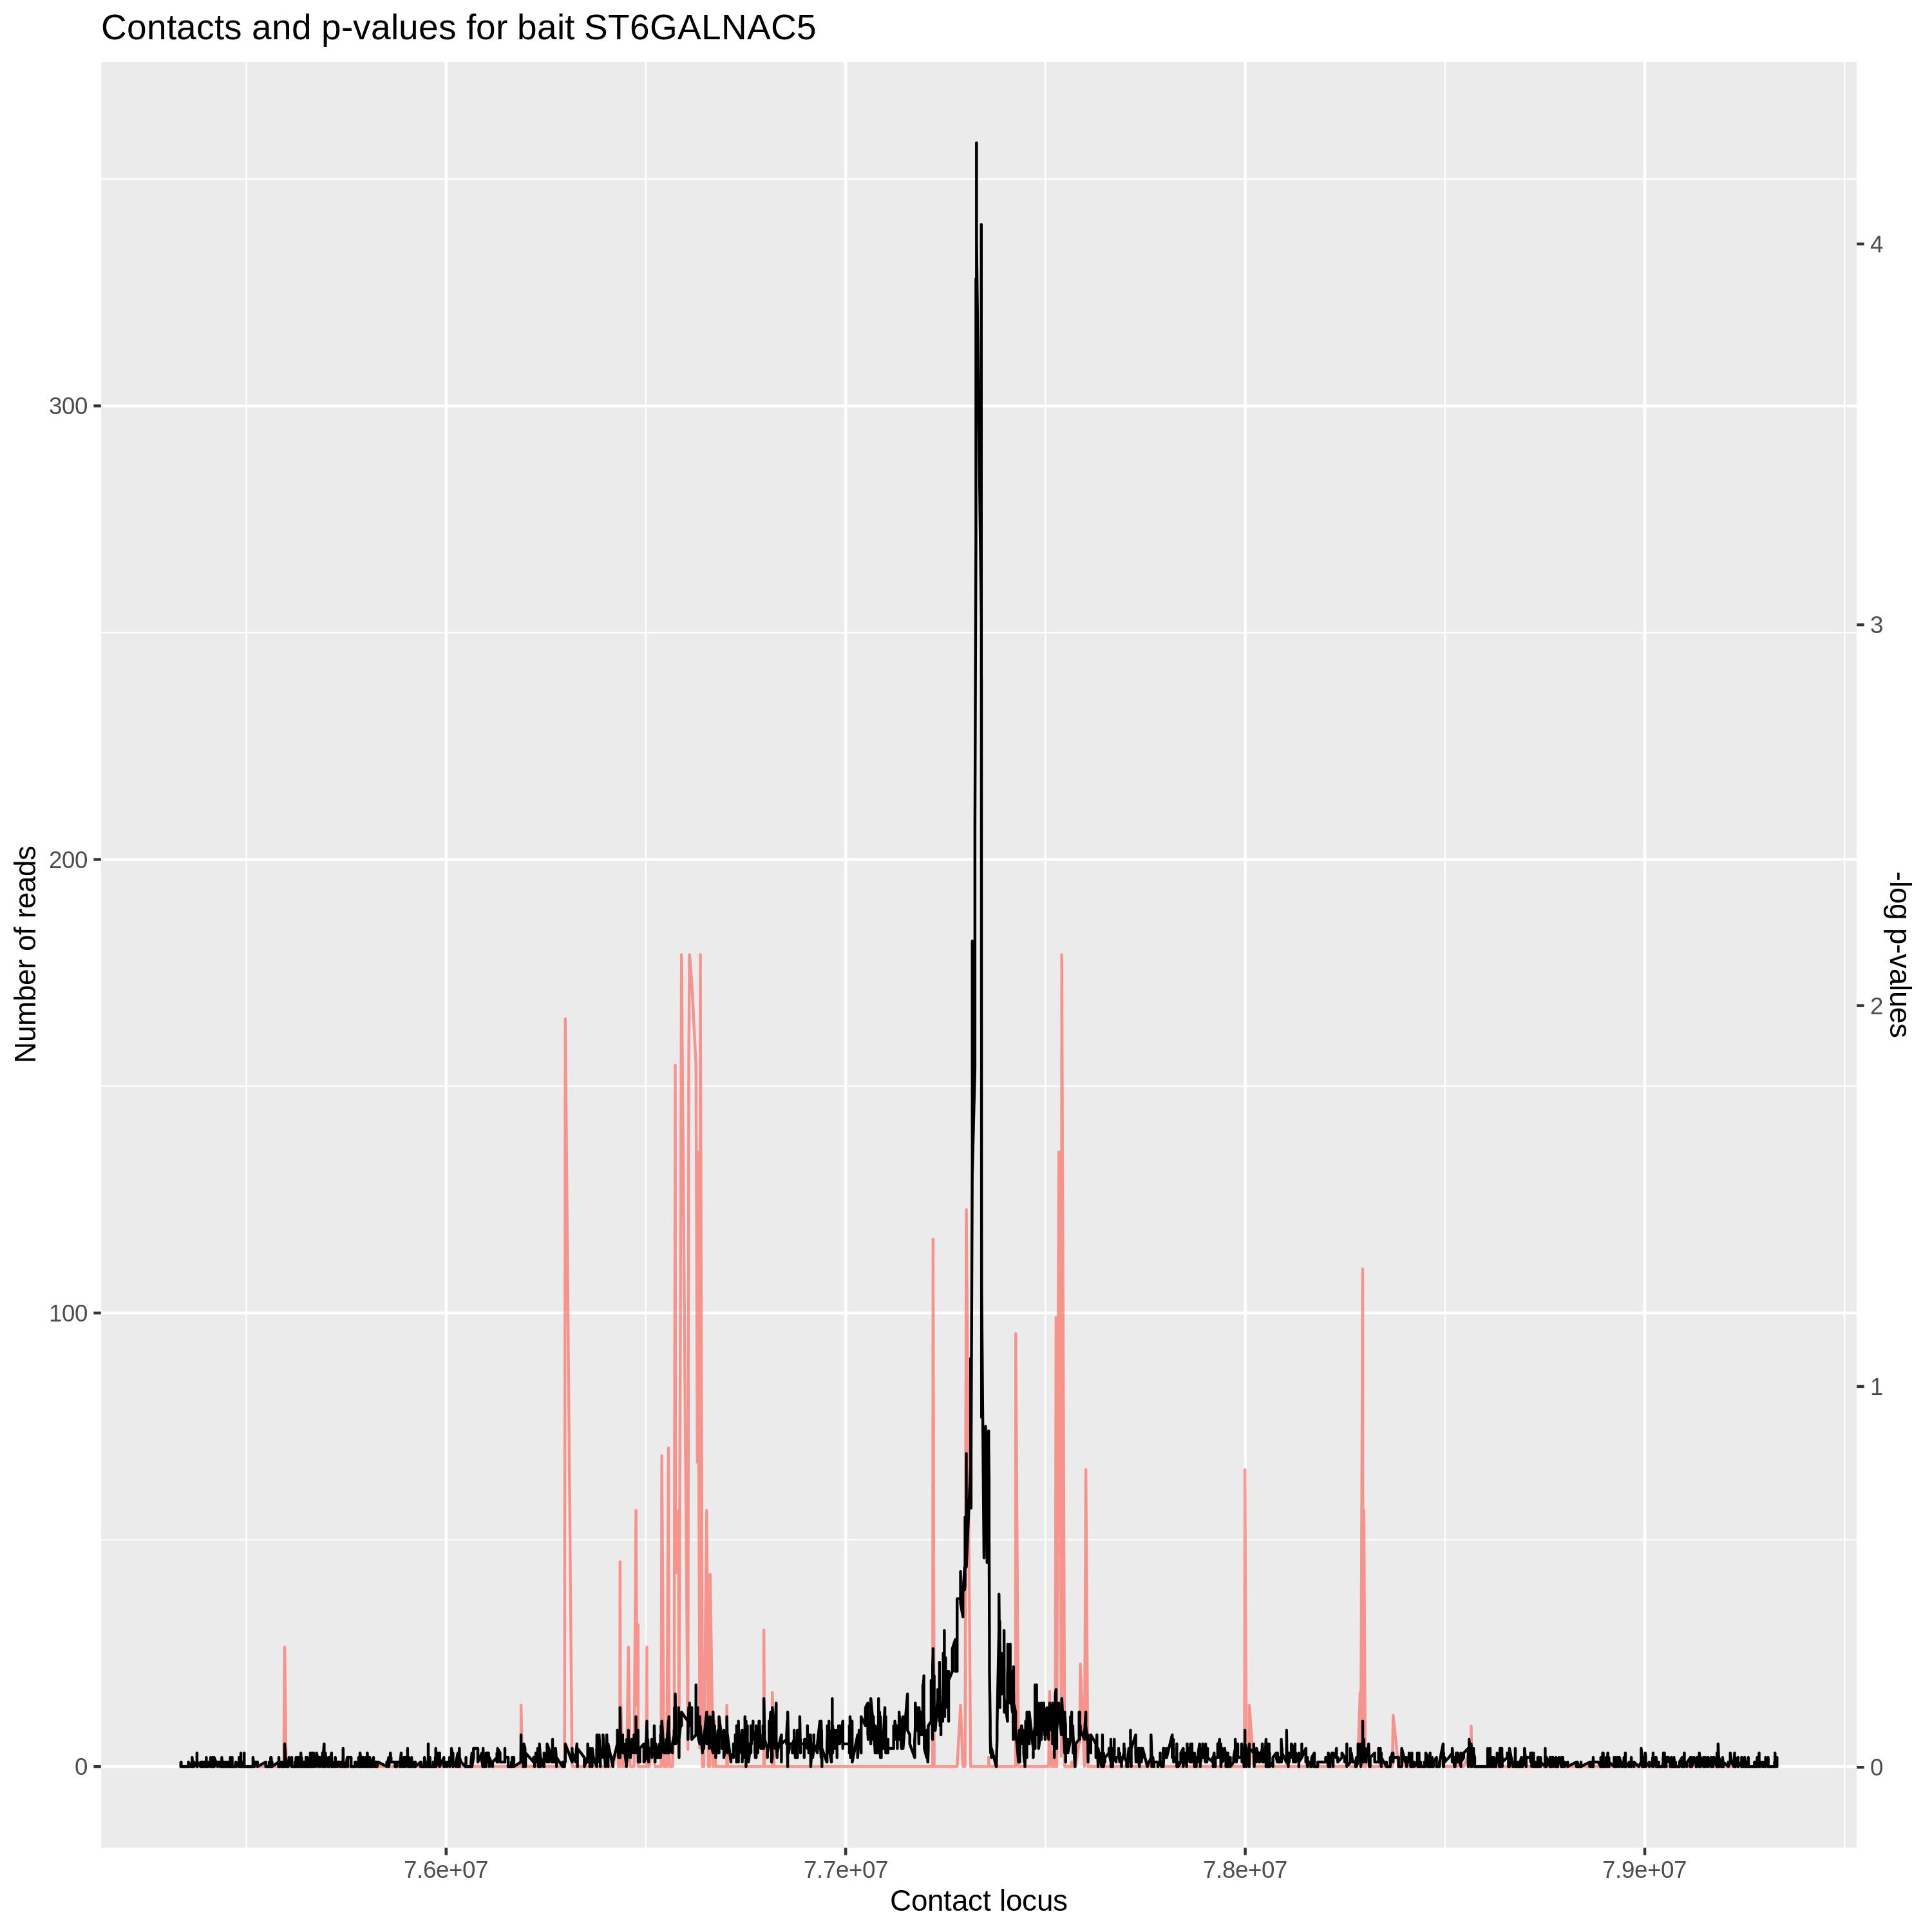 Contacts and p-values for bait ST6GALNAC5
Number of reads
300
200
100
0
4
3
2
1
0
-log p-values
7.6e+07 7.7e+07 7.8e+07 7.9e+07
Contact locus